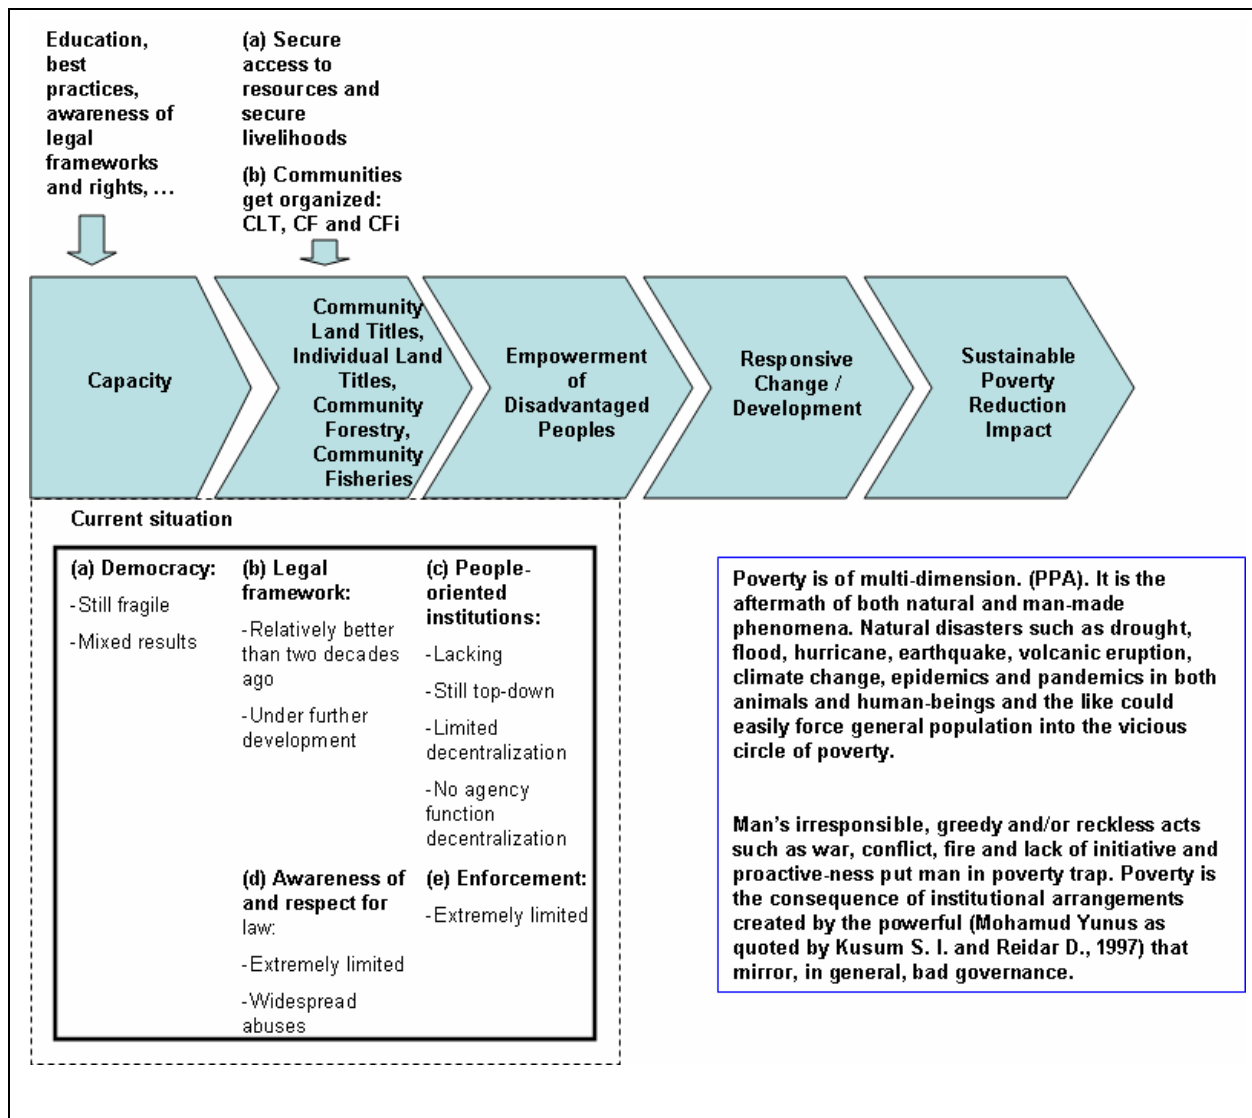 Education,
best
practices,
awareness of
legal
frameworks
and rights, ...
(a) Secure
access to
resources and
secure
livelihoods
(b) Communities
get organized:
CLT, CF and CFi
Capacity
Community
Land Titles,
Individual Land
Titles,
Community
Forestry,
Community
Fisheries
Empowerment
of
Disadvantaged
Peoples
Responsive
Change /
Development
Sustainable
Poverty
Reduction
Impact
Current situation
(a) Democracy:
-Still fragile
-Mixed results
(b) Legal
framework:
-Relatively better
than two decades
ago
-Under further
development
(c) People-
oriented
institutions:
-Lacking
-Still top-down
-Limited
decentralization
-No agency
function
decentralization
(d) Awareness of
and respect for
law:
-Extremely limited
-Widespread
abuses
(e) Enforcement:
-Extremely limited
Poverty is of multi-dimension. (PPA). It is the
aftermath of both natural and man-made
phenomena. Natural disasters such as drought,
flood, hurricane, earthquake, volcanic eruption,
climate change, epidemics and pandemics in both
animals and human-beings and the like could
easily force general population into the vicious
circle of poverty.
Man's irresponsible, greedy and/or reckless acts
such as war, conflict, fire and lack of initiative and
proactive-ness put man in poverty trap. Poverty is
the consequence of institutional arrangements
created by the powerful (Mohamud Yunus as
quoted by Kusum S. I. and Reidar D., 1997) that
mirror, in general, bad governance.